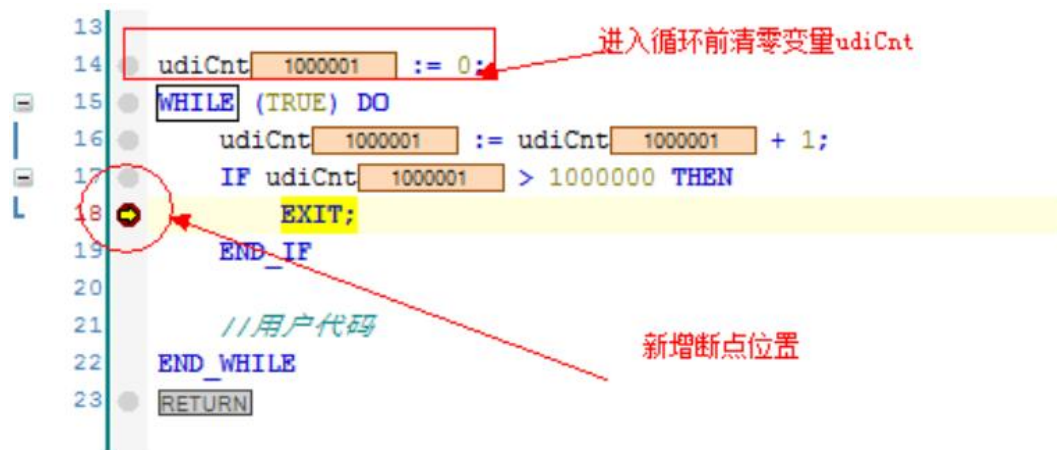 13
进入循环前清零变量udiCnt
14 udiCnt 1000001 := 0;
15 WHILE (TRUE) DO
16 udiCnt 1000001 := udiCnt 1000001 + 1;
17 IF udiCnt 1000001 > 1000000 THEN
18 EXIT;
19 END_IF
20
21 //用户代码
新增断点位置
22 END_WHILE
23 RETURN